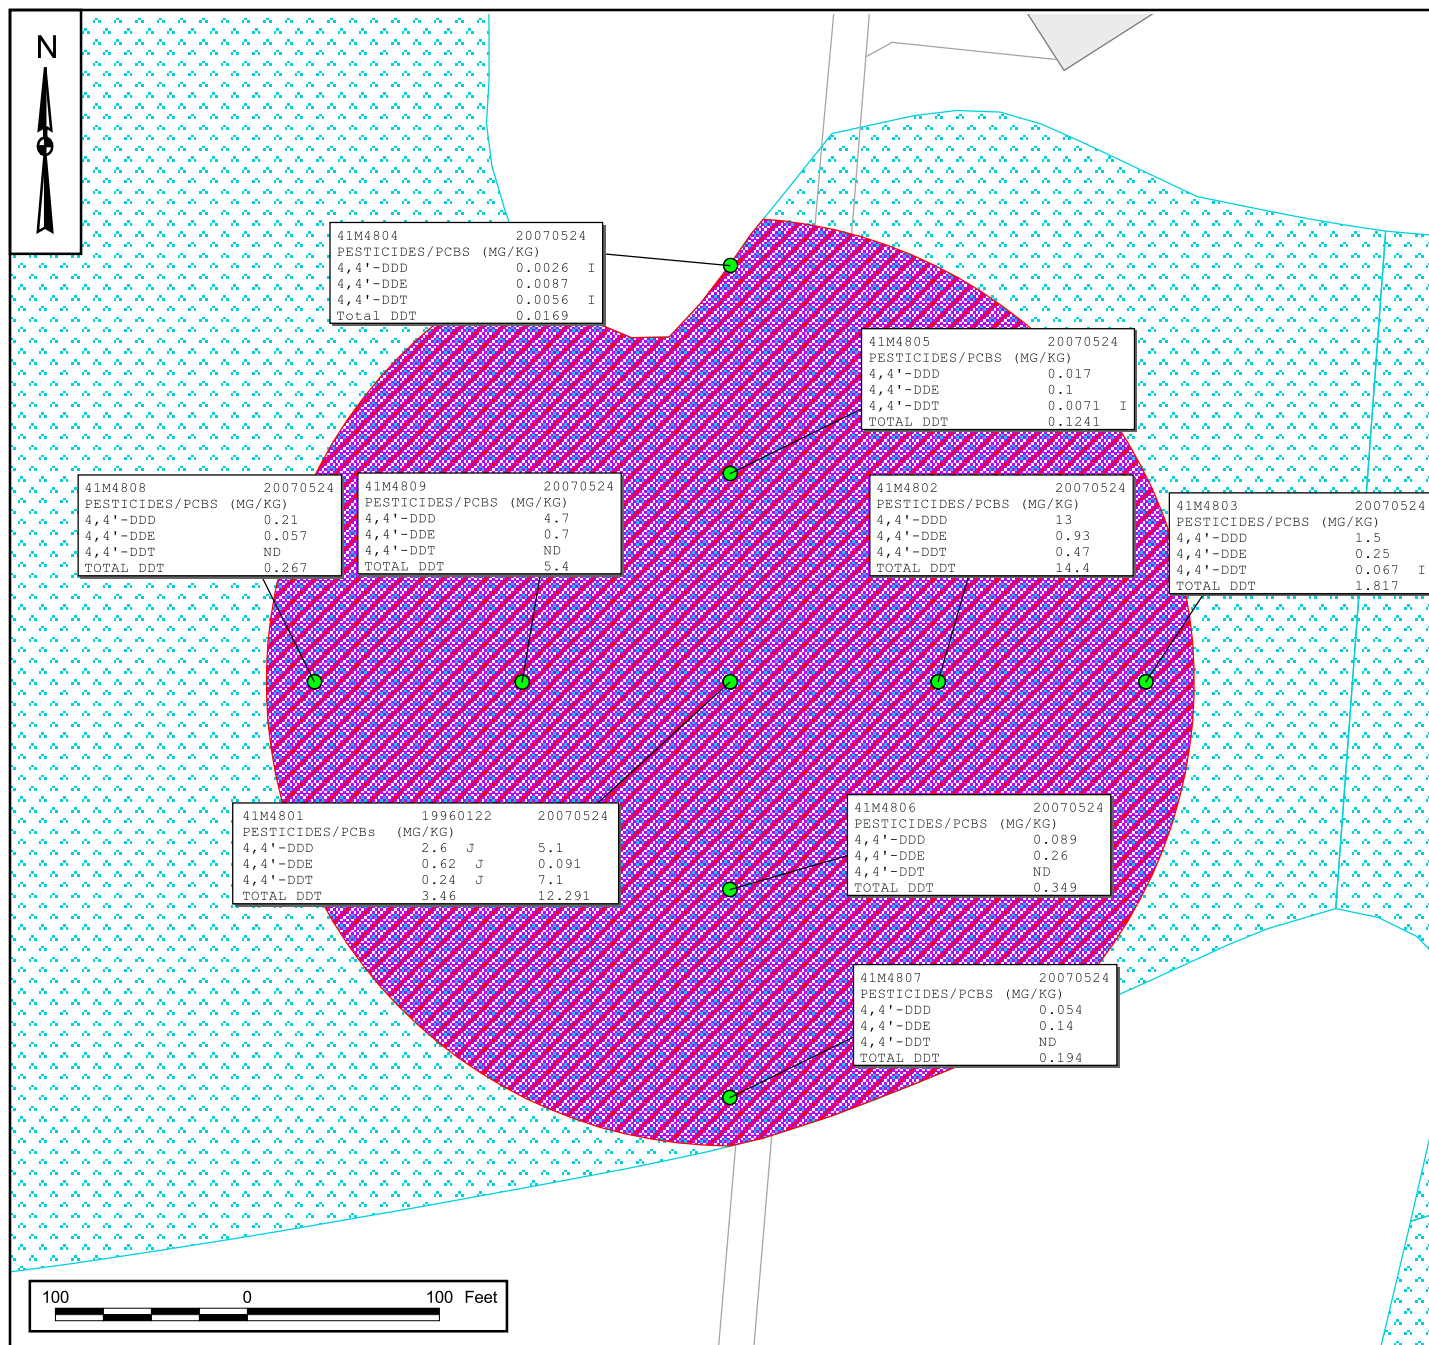 N
41M4804 20070524
PESTICIDES/PCBS (MG/KG)
4,4'-DDD 0.0026 I
4,4'-DDE 0.0087
4,4'-DDT 0.0056 I
Total DDT 0.0169
41M4805 20070524
PESTICIDES/PCBS (MG/KG)
4,4'-DDD 0.017
4,4'-DDE 0.1
4,4'-DDT 0.0071 I
TOTAL DDT 0.1241
41M4808 20070524
PESTICIDES/PCBS (MG/KG)
4,4'-DDD 0.21
4,4'-DDE 0.057
4,4'-DDT ND
TOTAL DDT 0.267
41M4809 20070524
PESTICIDES/PCBS (MG/KG)
4,4'-DDD 4.7
4,4'-DDE 0.7
4,4'-DDT ND
TOTAL DDT 5.4
41M4802 20070524
PESTICIDES/PCBS (MG/KG)
4,4'-DDD 13
4,4'-DDE 0.93
4,4'-DDT 0.47
TOTAL DDT 14.4
41M4803 20070524
PESTICIDES/PCBS (MG/KG)
4,4'-DDD 1.5
4,4'-DDE 0.25
4,4'-DDT 0.067 I
TOTAL DDT 1.817
41M4801 19960122 20070524
PESTICIDES/PCBs (MG/KG)
4,4'-DDD 2.6 J 5.1
4,4'-DDE 0.62 J 0.091
4,4'-DDT 0.24 J 7.1
TOTAL DDT 3.46 12.291
41M4806 20070524
PESTICIDES/PCBS (MG/KG)
4,4'-DDD 0.089
4,4'-DDE 0.26
4,4'-DDT ND
TOTAL DDT 0.349
41M4807 20070524
PESTICIDES/PCBS (MG/KG)
4,4'-DDD 0.054
4,4'-DDE 0.14
4,4'-DDT ND
TOTAL DDT 0.194
100 0 100 Feet